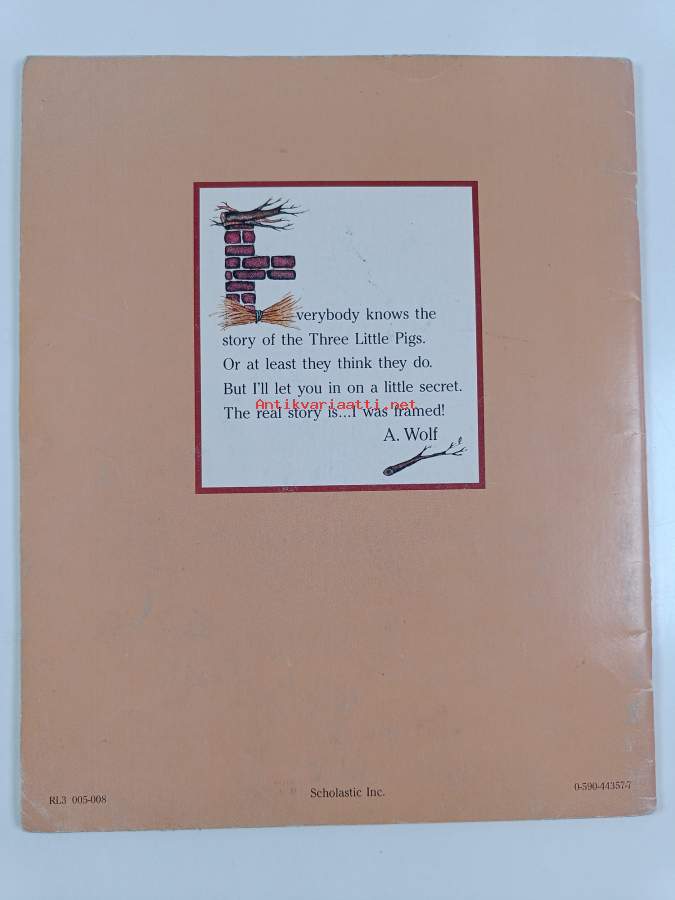 Everybody knows the
story of the Three Little Pigs.
Or at least they think they do.
But I'll let you in on a little secret.
Antikvariaatti.net
The real story is...I was framed!
A. Wolf
RL3 005-008
Scholastic Inc.
0-590-44357-7